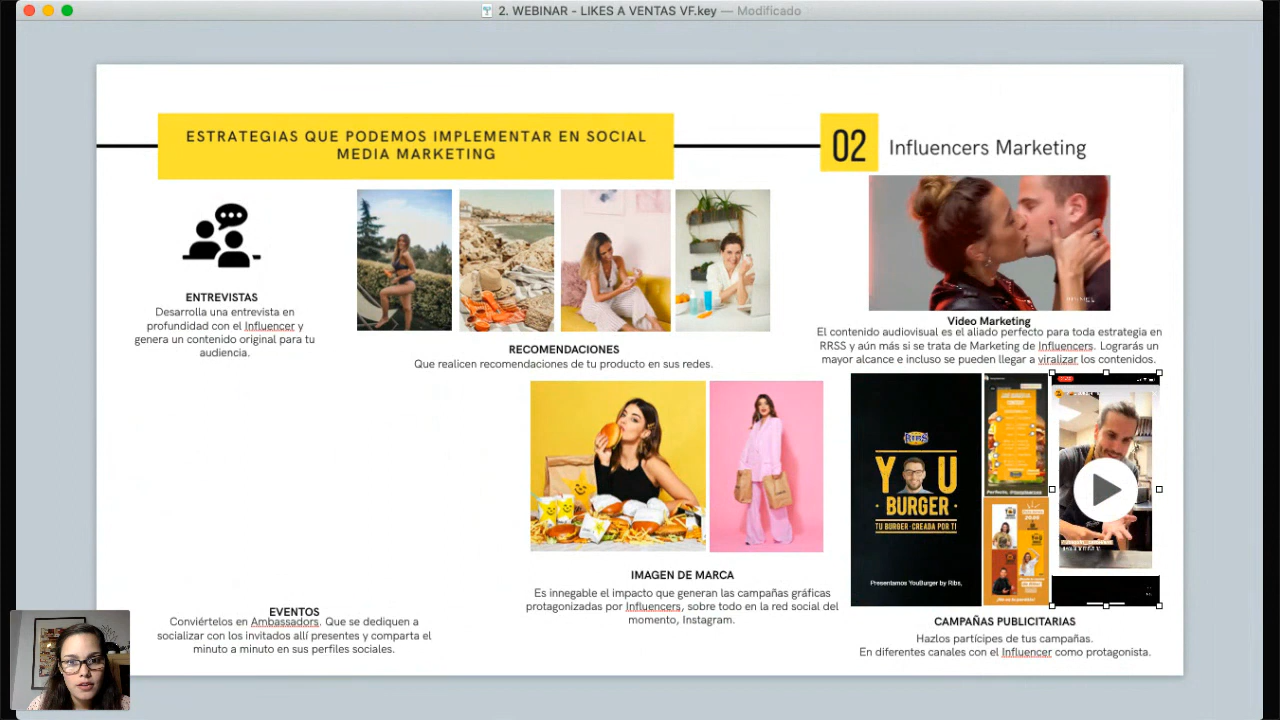 2. WEBINAR - LIKES A VENTAS VF.key — Modificado
ESTRATEGIAS QUE PODEMOS IMPLEMENTAR EN SOCIAL
MEDIA MARKETING
02
Influencers Marketing
ENTREVISTAS
Desarrolla una entrevista en
profundidad con el Influencer y
genera un contenido original para tu
audiencia.
RECOMENDACIONES
Que realicen recomendaciones de tu producto en sus redes.
Video Marketing
El contenido audiovisual es el aliado perfecto para toda estrategia en
RRSS y aún más si se trata de Marketing de Influencers. Lograrás un
mayor alcance e incluso se pueden llegar a viralizar los contenidos.
RIBS
YOU
BURGER
TU BURGER · CREADA POR TI
Presentamos YouBurger by Ribs,
IMAGEN DE MARCA
Es innegable el impacto que generan las campañas gráficas
protagonizadas por Influencers, sobre todo en la red social del
momento, Instagram.
EVENTOS
Conviértelos en Ambassadors. Que se dediquen a
socializar con los invitados allí presentes y comparta el
minuto a minuto en sus perfiles sociales.
CAMPAÑAS PUBLICITARIAS
Hazlos partícipes de tus campañas.
En diferentes canales con el Influencer como protagonista.